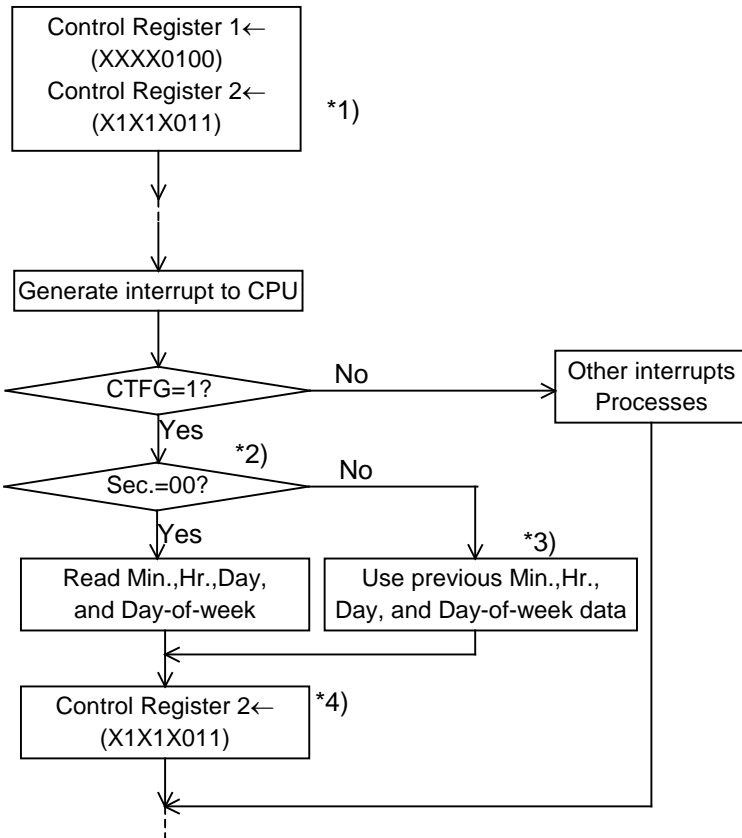 Control Register 1←
(XXXX0100)
Control Register 2←
(X1X1X011)
*1)
Generate interrupt to CPU
CTFG=1?
No
Other interrupts
Processes
Yes
*2)
Sec.=00?
No
Yes
*3)
Read Min.,Hr.,Day,
and Day-of-week
Use previous Min.,Hr.,
Day, and Day-of-week data
Control Register 2←
(X1X1X011)
*4)